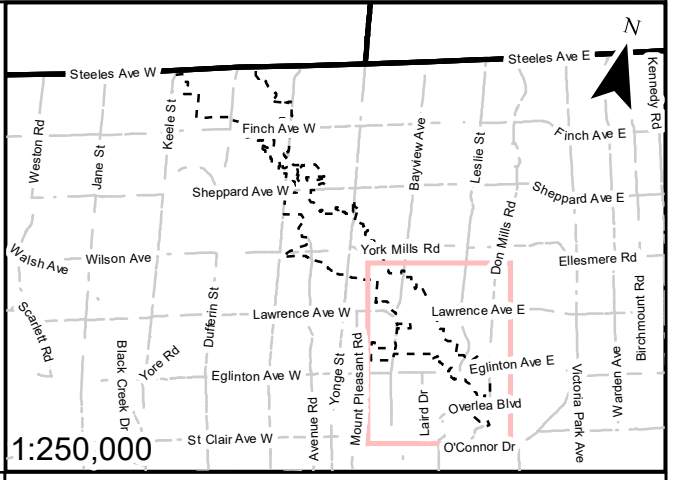 N
Steeles Ave W
Steeles Ave E
Kennedy Rd
Weston Rd
Jane St
Keele St
Finch Ave W
Bayview Ave
Leslie St
Finch Ave E
Sheppard Ave W
Sheppard Ave E
Don Mills Rd
Walsh Ave
Wilson Ave
York Mills Rd
Ellesmere Rd
Scarlett Rd
Dufferin St
Lawrence Ave W
Lawrence Ave E
Birchmount Rd
Black Creek Dr
Yore Rd
Eglinton Ave W
Avenue Rd
Yonge St
Mount Pleasant Rd
Laird Dr
Eglinton Ave E
Overlea Blvd
Victoria Park Ave
Warden Ave
1:250,000
St Clair Ave W
O'Connor Dr